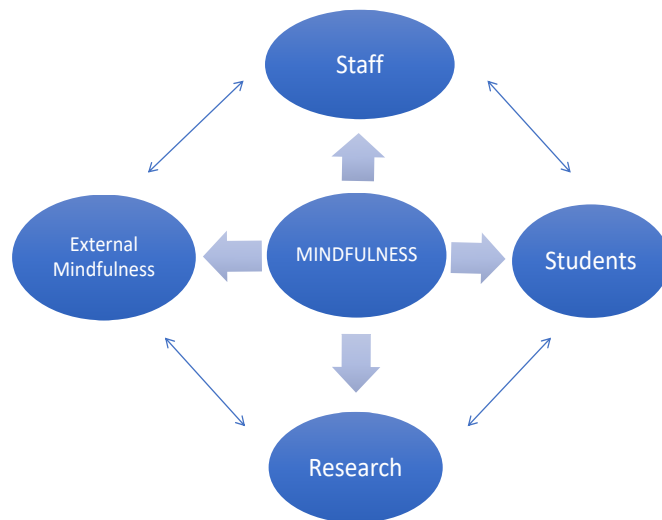 Staff
External
Mindfulness
MINDFULNESS
Students
Research